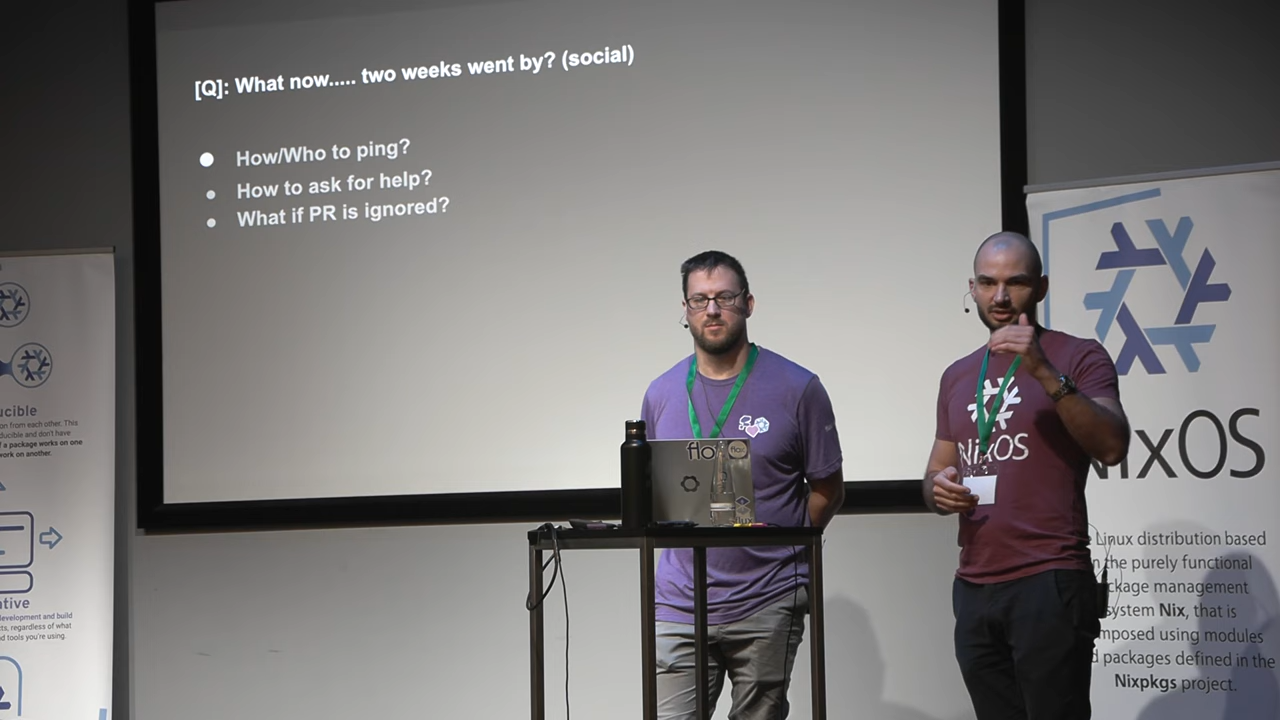 [Q]: What now..... two weeks went by? (social)
How/Who to ping?
How to ask for help?
What if PR is ignored?
ucible
on from each other. This
ducible and don't have
f a package works on one
work on another.
ative
development and build
cts, regardless of what
d tools you're using.
flo
NixOS
NixOS
Linux distribution based
n the purely functional
ckage management
system Nix, that is
mposed using modules
d packages defined in the
Nixpkgs project.